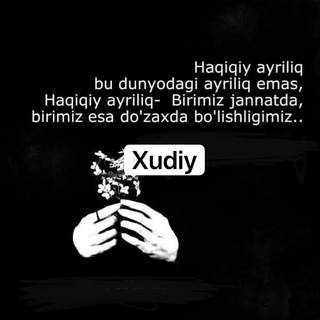 Haqiqiy ayriliq
bu dunyodagi ayriliq emas,
Haqiqiy ayriliq- Birimiz jannatda,
birimiz esa do'zaxda bo'lishligimiz..
Xudiy